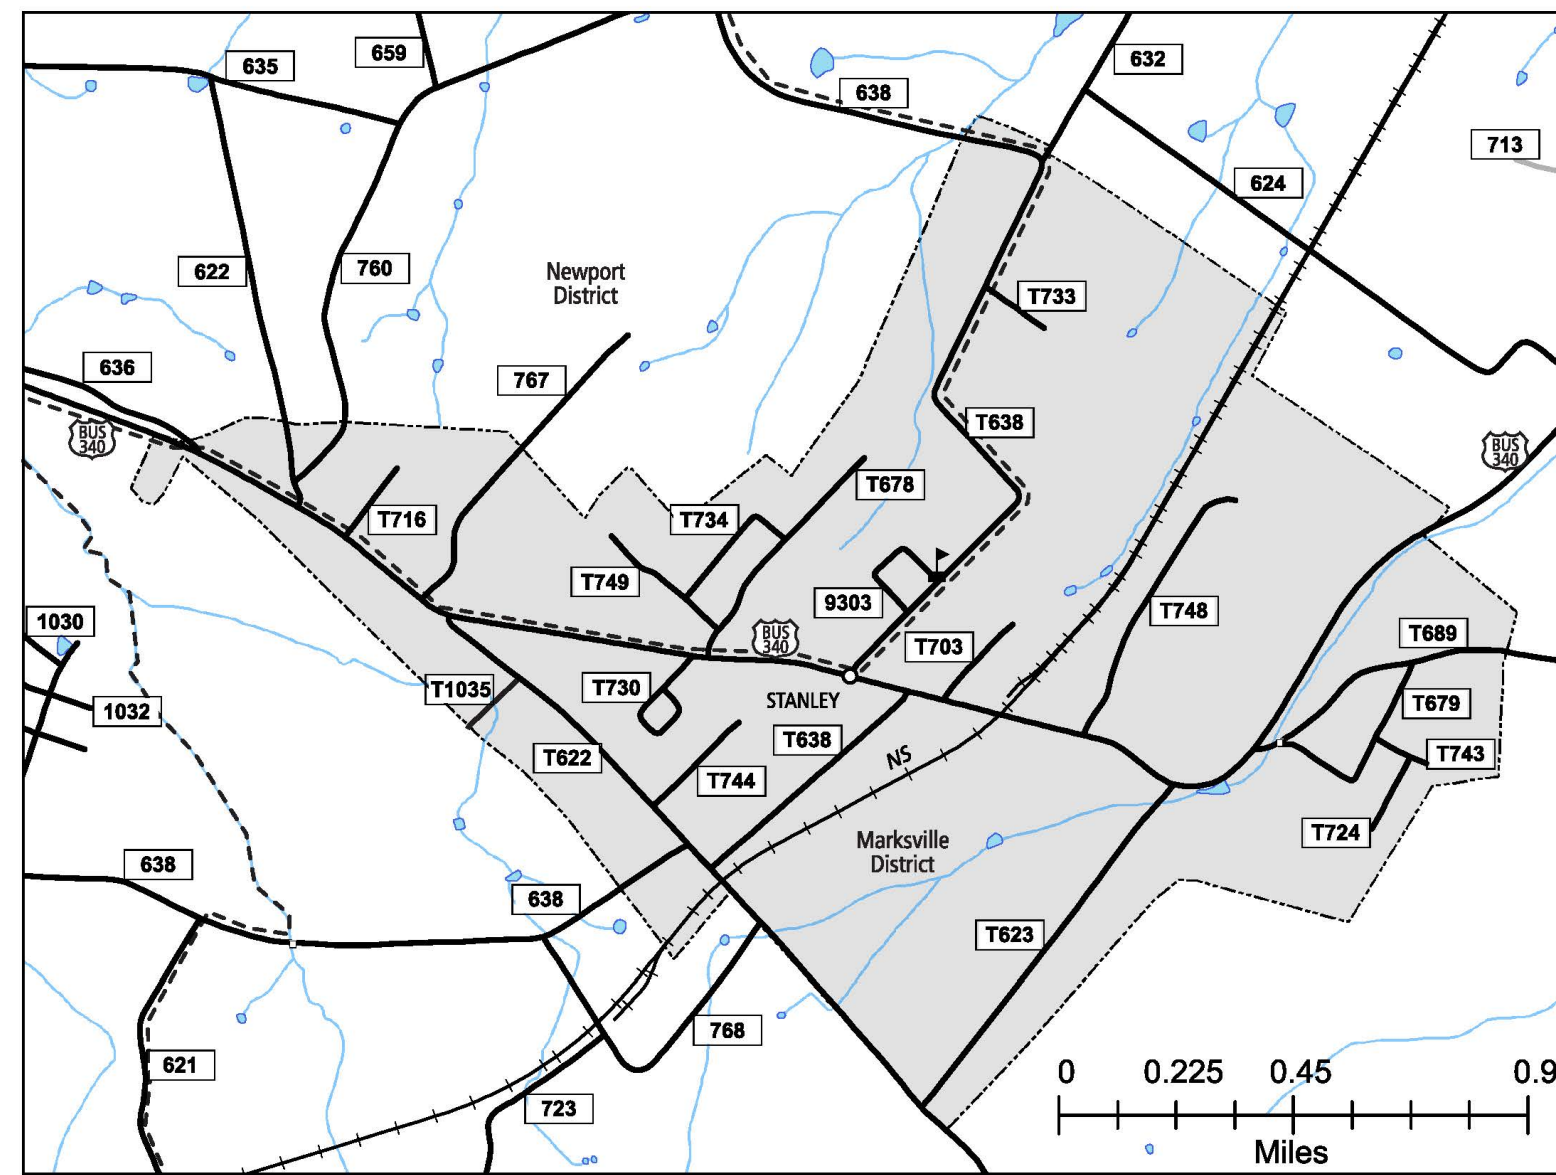 659
635
632
638
713
624
622
760
Newport
District
T733
636
767
T638
BUS
340
BUS
340
T678
T716
T734
T749
9303
T748
1030
BUS
340
T689
T703
T1035
T730
STANLEY
T679
1032
T638
T622
NS
T743
T744
Marksville
District
T724
638
638
T623
768
621
0 0.225 0.45 0.9
723
Miles